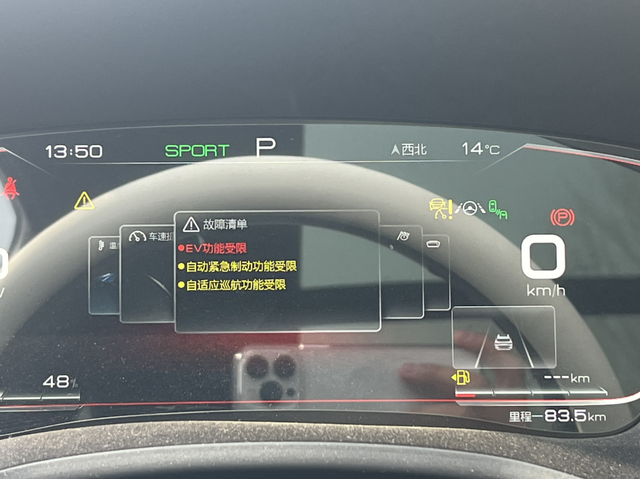 13:50
SPORT
P
西北
14℃
故障清单
EV功能受限
自动紧急制动功能受限
自适应巡航功能受限
温
车速
0
km/h
48%
---km
里程一83.5km